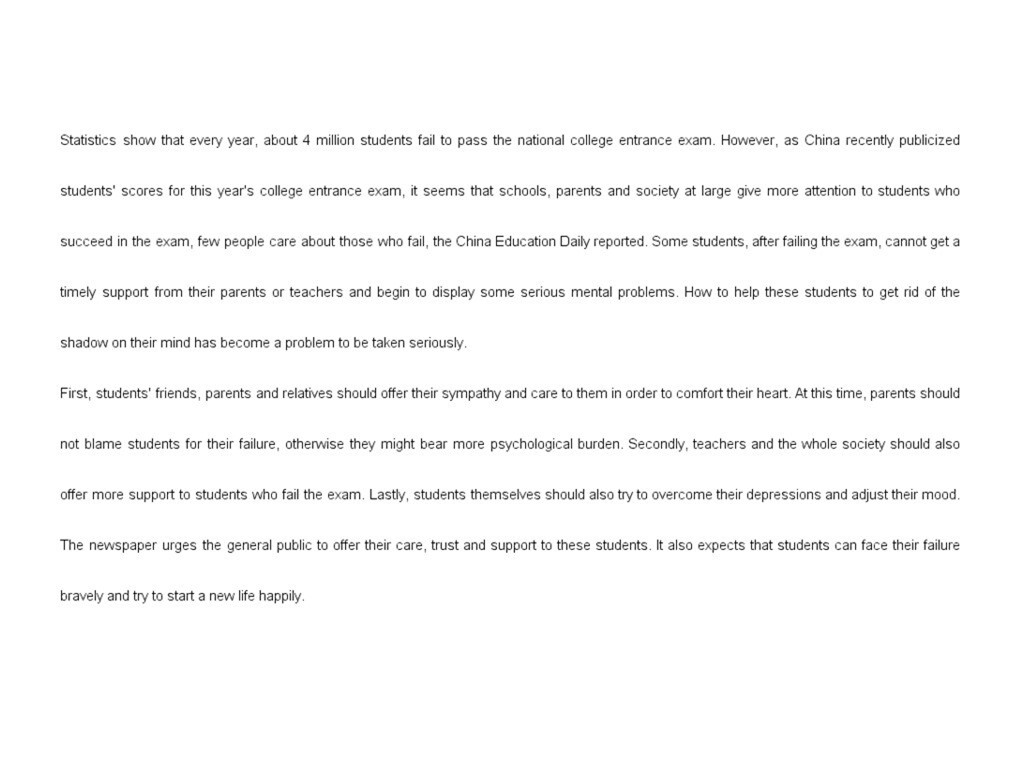 Statistics show that every year, about 4 million students fail to pass the national college entrance exam. However, as China recently publicized
students' scores for this year's college entrance exam, it seems that schools, parents and society at large give more attention to students who
succeed in the exam, few people care about those who fail, the China Education Daily reported. Some students, after failing the exam, cannot get a
timely support from their parents or teachers and begin to display some serious mental problems. How to help these students to get rid of the
shadow on their mind has become a problem to be taken seriously.
First, students' friends, parents and relatives should offer their sympathy and care to them in order to comfort their heart. At this time, parents should
not blame students for their failure, otherwise they might bear more psychological burden. Secondly, teachers and the whole society should also
offer more support to students who fail the exam. Lastly, students themselves should also try to overcome their depressions and adjust their mood.
The newspaper urges the general public to offer their care, trust and support to these students. It also expects that students can face their failure
bravely and try to start a new life happily.